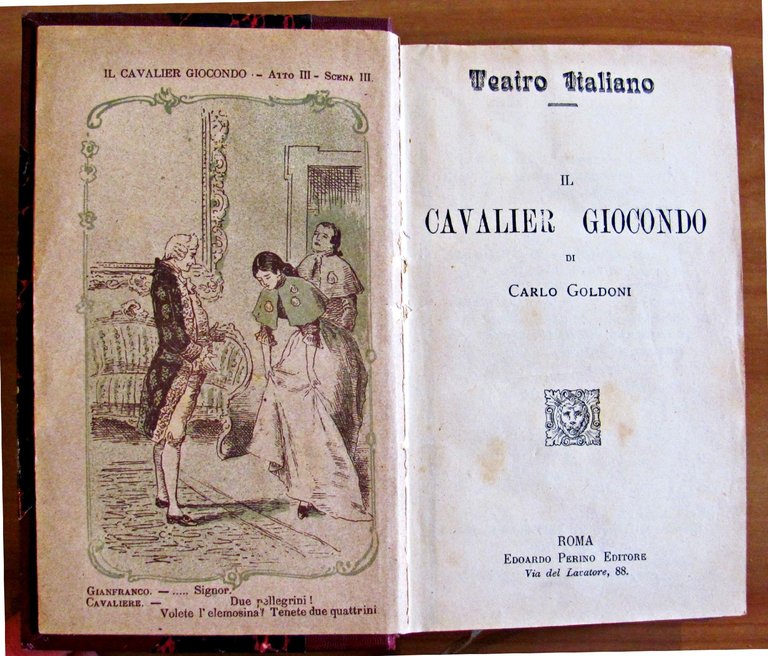 IL CAVALIER GIOCONDO - ATTO III - SCENA III.
GIANFRANCO. — ..... Signor.
CAVALIERE. — Due pellegrini!
Volete l'elemosina? Tenete due quattrini
Teatro Italiano
IL
CAVALIER GIOCONDO
DI
CARLO GOLDONI
ROMA
EDOARDO PERINO EDITORE
Via del Lavatore, 88.